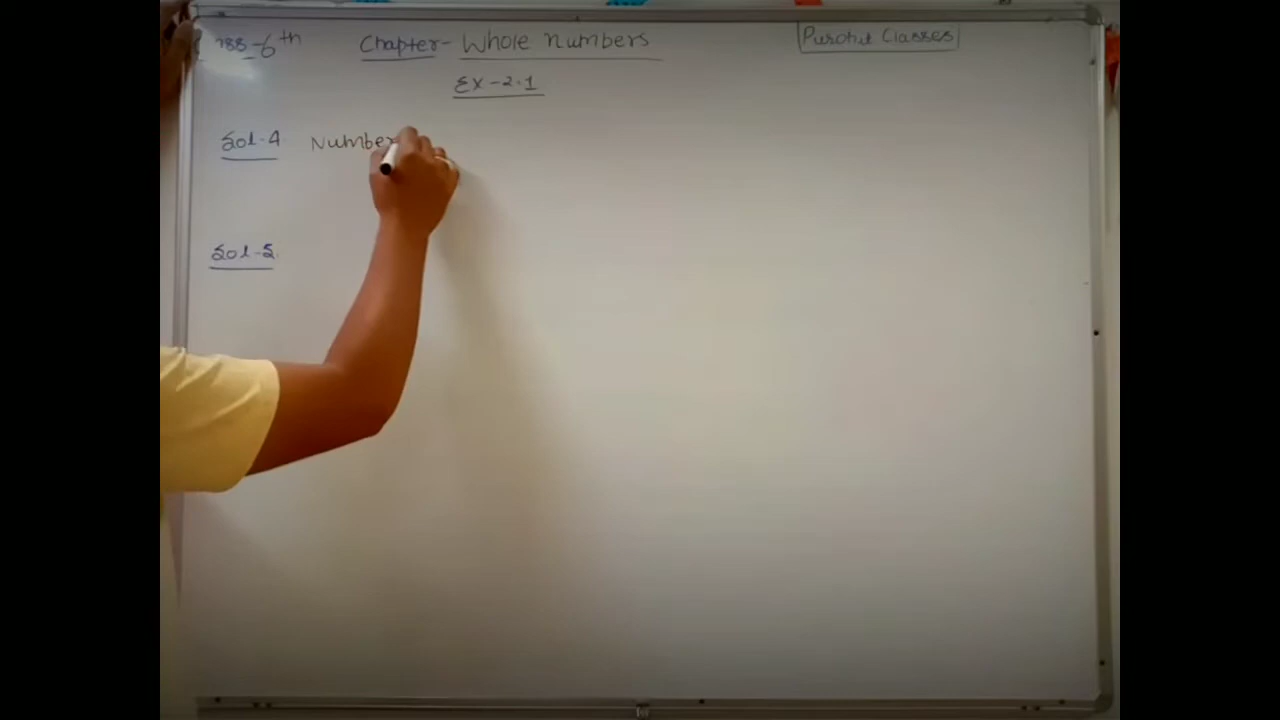 6th Chapter- Whole Numbers Purohit Classes
Ex-2.1
Sol-4. Number
Sol-5.